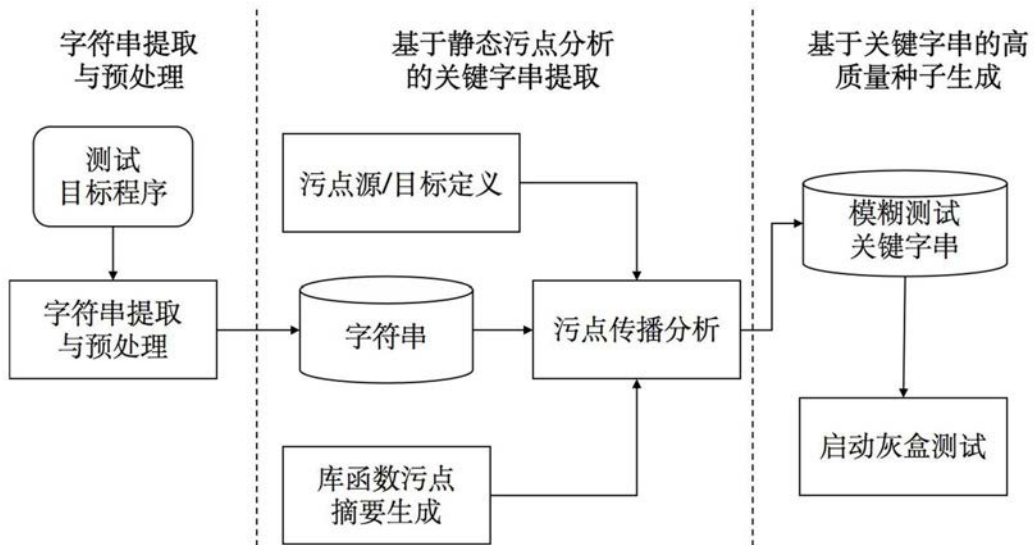 字符串提取
与预处理
基于静态污点分析
的关键字串提取
基于关键字串的高
质量种子生成
测试
目标程序
字符串提取
与预处理
污点源/目标定义
字符串
库函数污点
摘要生成
污点传播分析
模糊测试
关键字串
启动灰盒测试